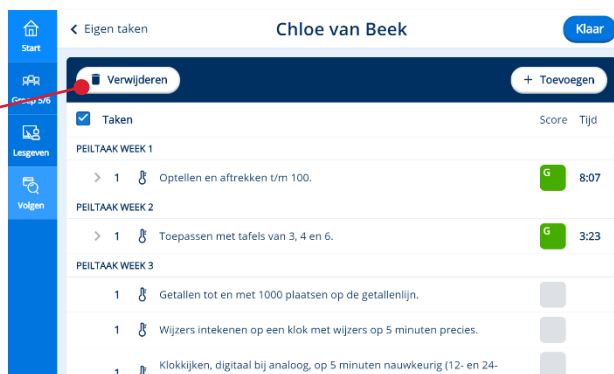 Start
Groep 5/6
Lesgeven
Volgen
Eigen taken
Chloe van Beek
Klaar
Verwijderen
+ Toevoegen
Taken Score Tijd
PEILTAAK WEEK 1
1 Optellen en aftrekken t/m 100. G 8:07
PEILTAAK WEEK 2
1 Toepassen met tafels van 3, 4 en 6. G 3:23
PEILTAAK WEEK 3
1 Getallen tot en met 1000 plaatsen op de getallenlijn.
1 Wijzers intekenen op een klok met wijzers op 5 minuten precies.
1 Klokkijken, digitaal bij analoog, op 5 minuten nauwkeurig (12- en 24-